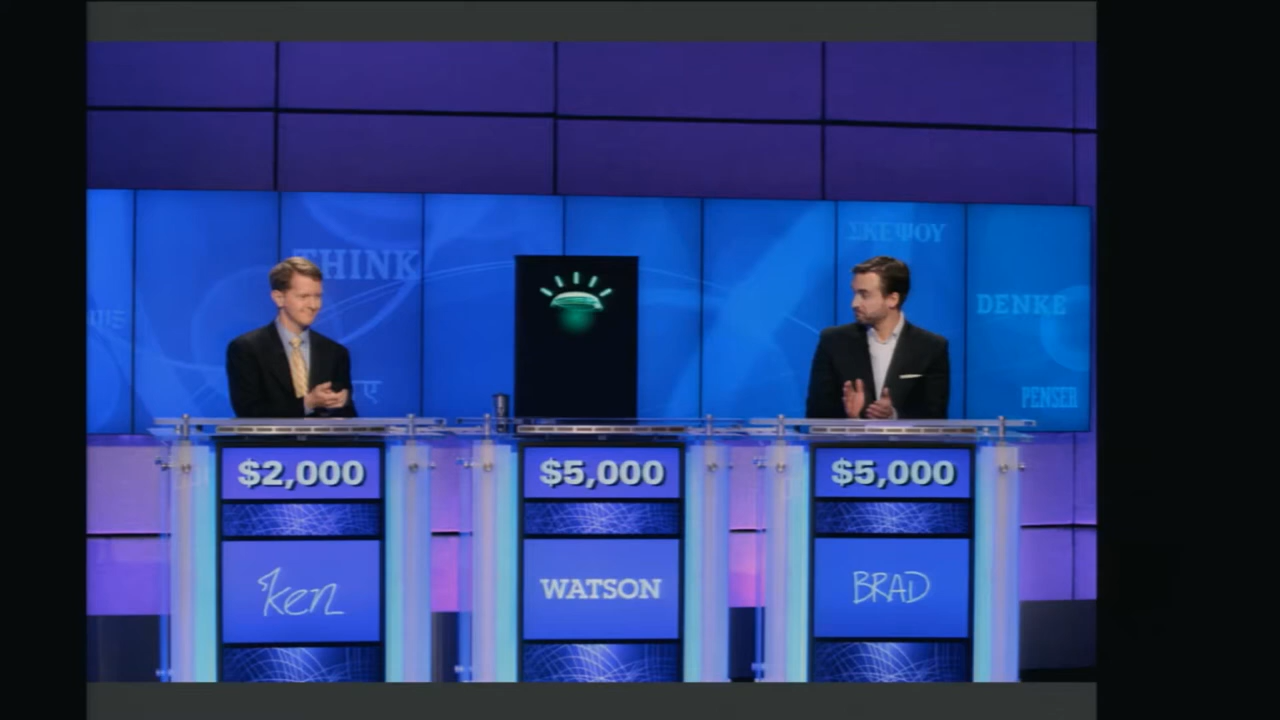 THINK
ΣΚΕΨΟΥ
DENKE
PENSER
$2,000
$5,000
$5,000
Ken
WATSON
BRAD